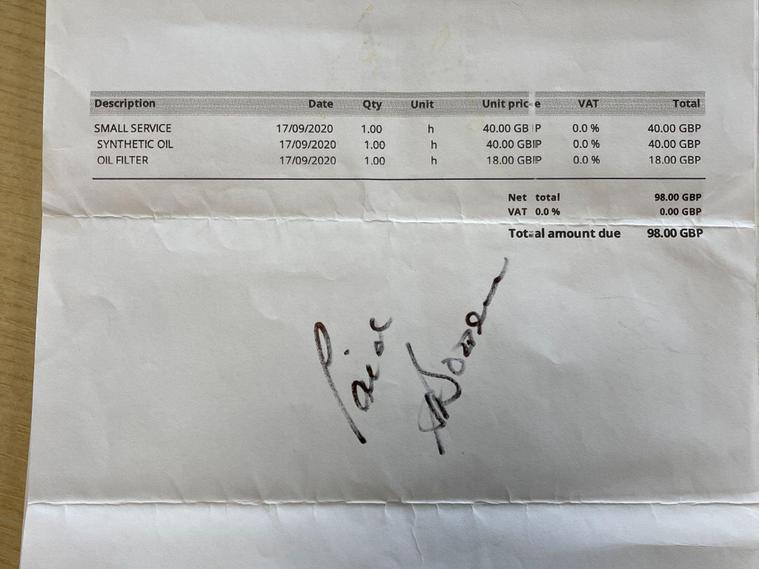 Description Date Qty Unit Unit price VAT Total
SMALL SERVICE 17/09/2020 1.00 h 40.00 GBP 0.0 % 40.00 GBP
SYNTHETIC OIL 17/09/2020 1.00 h 40.00 GBP 0.0 % 40.00 GBP
OIL FILTER 17/09/2020 1.00 h 18.00 GBP 0.0 % 18.00 GBP
Net total 98.00 GBP
VAT 0.0 % 0.00 GBP
Total amount due 98.00 GBP